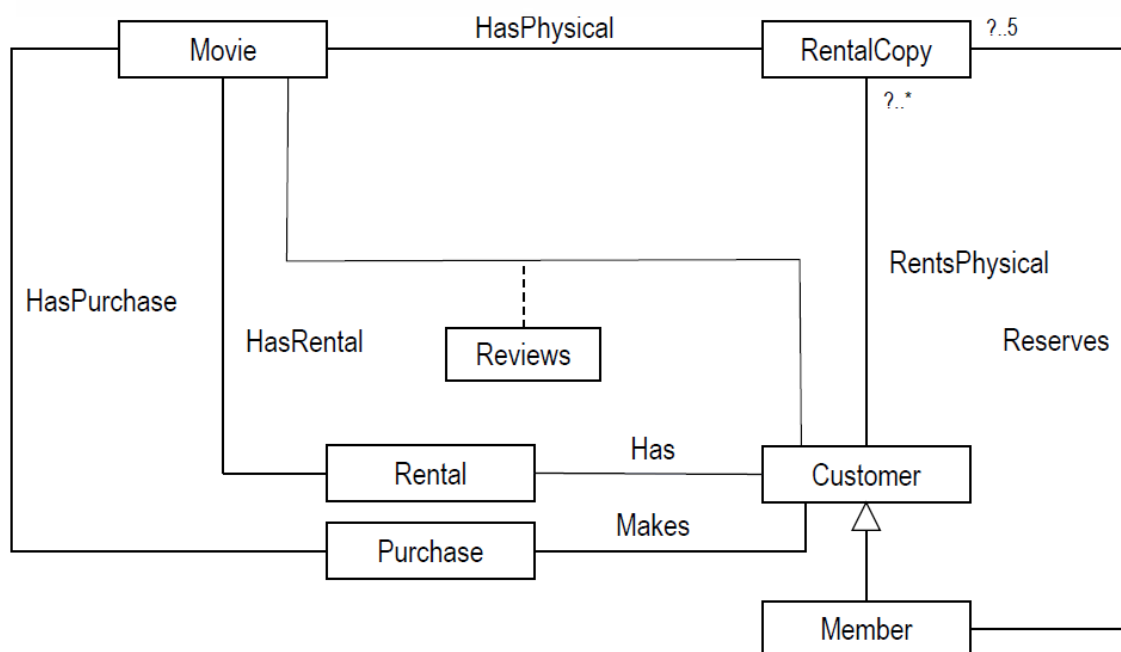 HasPhysical
?..5
Movie
RentalCopy
?..*
RentsPhysical
HasPurchase
HasRental
Reviews
Reserves
Has
Rental
Customer
Makes
Purchase
Member